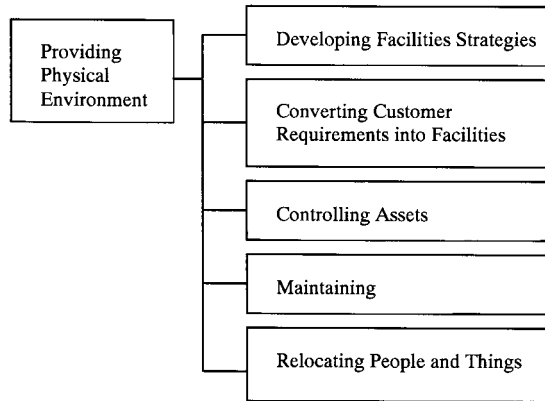 Providing
Physical
Environment
Developing Facilities Strategies
Converting Customer
Requirements into Facilities
Controlling Assets
Maintaining
Relocating People and Things